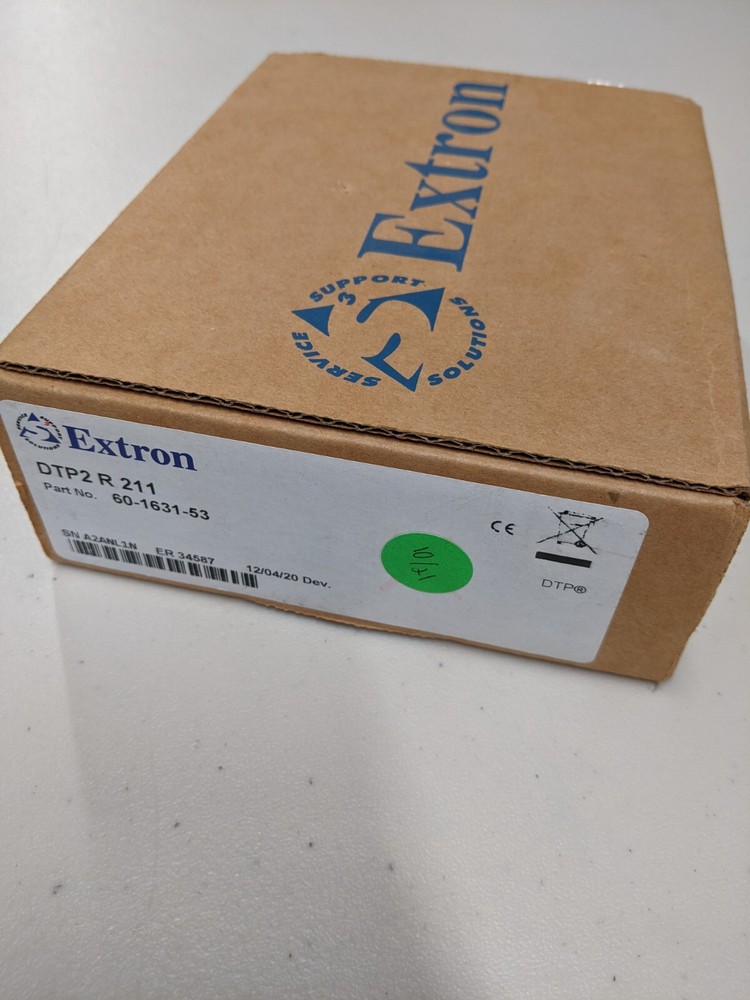 Extron
SUPPORT
SERVICE
SOLUTIONS
3
Extron
DTP2 R 211
Part No. 60-1631-53
SN A2ANL1N ER 34587 12/04/20 Dev.
CE
DTP®